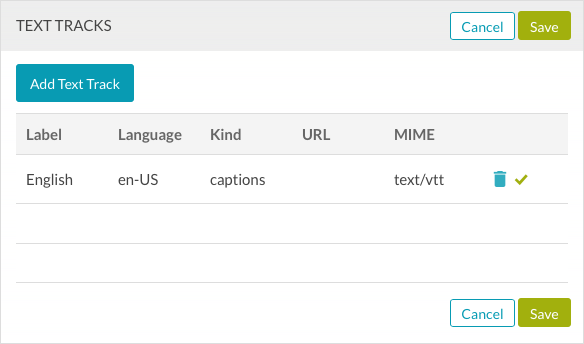 TEXT TRACKS Cancel Save
Add Text Track
Label Language Kind URL MIME
English en-US captions text/vtt
Cancel Save